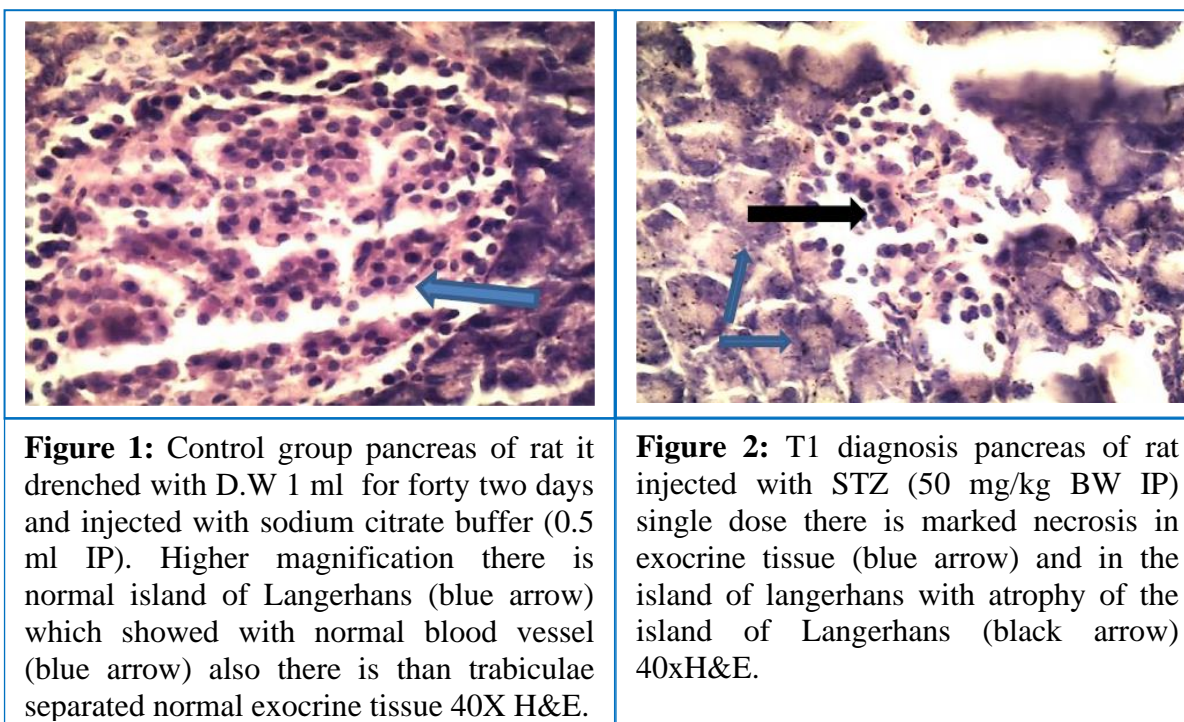 Figure 1: Control group pancreas of rat it
drenched with D.W 1 ml for forty two days
and injected with sodium citrate buffer (0.5
ml IP). Higher magnification there is
normal island of Langerhans (blue arrow)
which showed with normal blood vessel
(blue arrow) also there is than trabiculae
separated normal exocrine tissue 40X H&E.
Figure 2: T1 diagnosis pancreas of rat
injected with STZ (50 mg/kg BW IP)
single dose there is marked necrosis in
exocrine tissue (blue arrow) and in the
island of langerhans with atrophy of the
island of Langerhans (black arrow)
40xH&E.